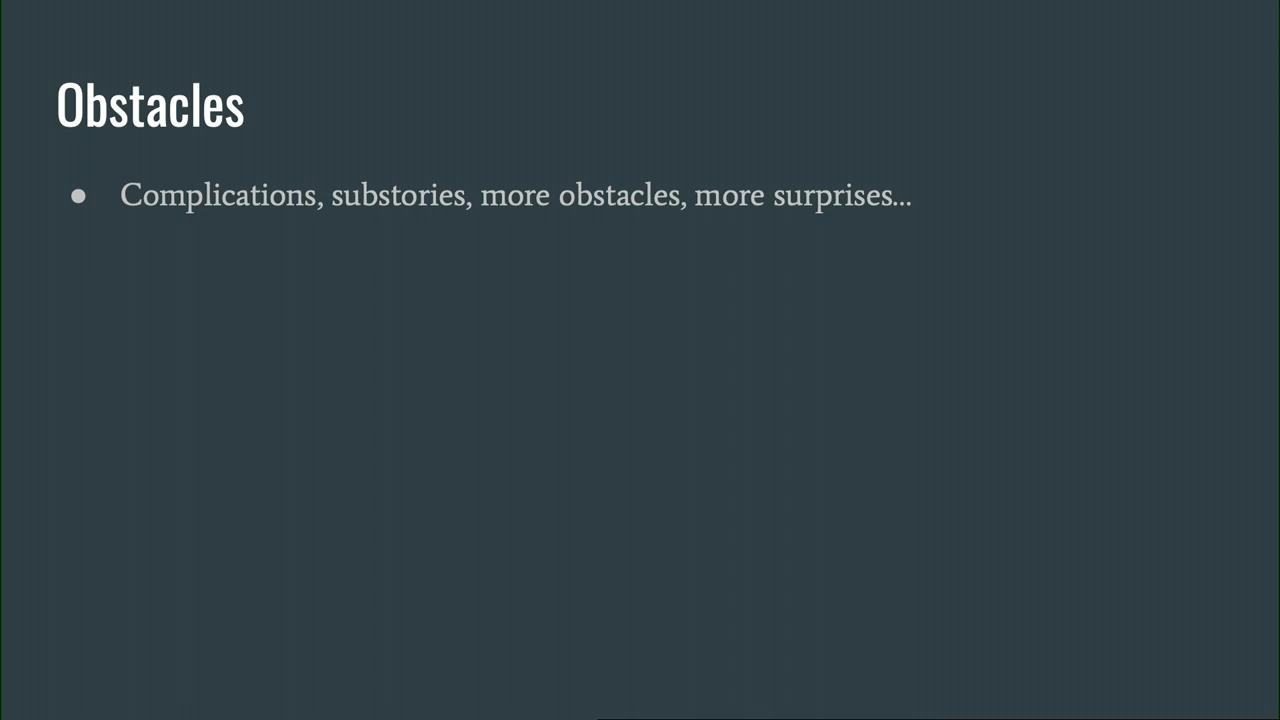 Obstacles
● Complications, substories, more obstacles, more surprises...